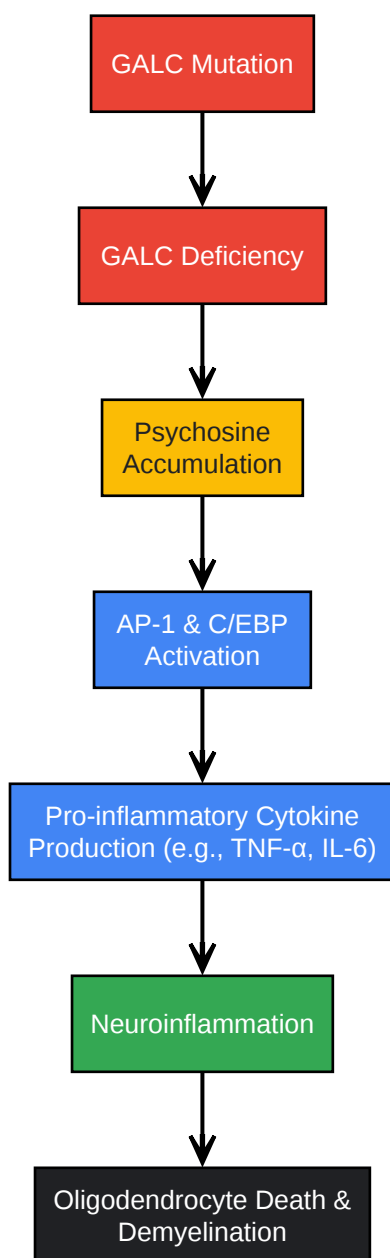 GALC Mutation
GALC Deficiency
Psychosine
Accumulation
AP-1 & C/EBP
Activation
Pro-inflammatory Cytokine
Production (e.g., TNF-α, IL-6)
Neuroinflammation
Oligodendrocyte Death &
Demyelination